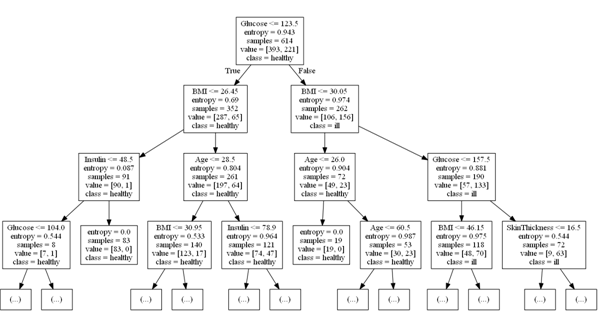 Glucose <= 123.5
entropy = 0.943
samples = 614
value = [393, 221]
class = healthy
True
False
BMI <= 26.45
entropy = 0.69
samples = 352
value = [287, 65]
class = healthy
BMI <= 30.05
entropy = 0.974
samples = 262
value = [106, 156]
class = ill
Insulin <= 48.5
entropy = 0.087
samples = 91
value = [90, 1]
class = healthy
Age <= 28.5
entropy = 0.804
samples = 261
value = [197, 64]
class = healthy
Age <= 26.0
entropy = 0.904
samples = 72
value = [49, 23]
class = healthy
Glucose <= 157.5
entropy = 0.881
samples = 190
value = [57, 133]
class = ill
Glucose <= 104.0
entropy = 0.544
samples = 8
value = [7, 1]
class = healthy
entropy = 0.0
samples = 83
value = [83, 0]
class = healthy
BMI <= 30.95
entropy = 0.533
samples = 140
value = [123, 17]
class = healthy
Insulin <= 78.9
entropy = 0.964
samples = 121
value = [74, 47]
class = healthy
entropy = 0.0
samples = 19
value = [19, 0]
class = healthy
Age <= 60.5
entropy = 0.987
samples = 53
value = [30, 23]
class = healthy
BMI <= 46.15
entropy = 0.975
samples = 118
value = [48, 70]
class = ill
SkinThickness <= 16.5
entropy = 0.544
samples = 72
value = [9, 63]
class = ill
(...)
(...)
(...)
(...)
(...)
(...)
(...)
(...)
(...)
(...)
(...)
(...)